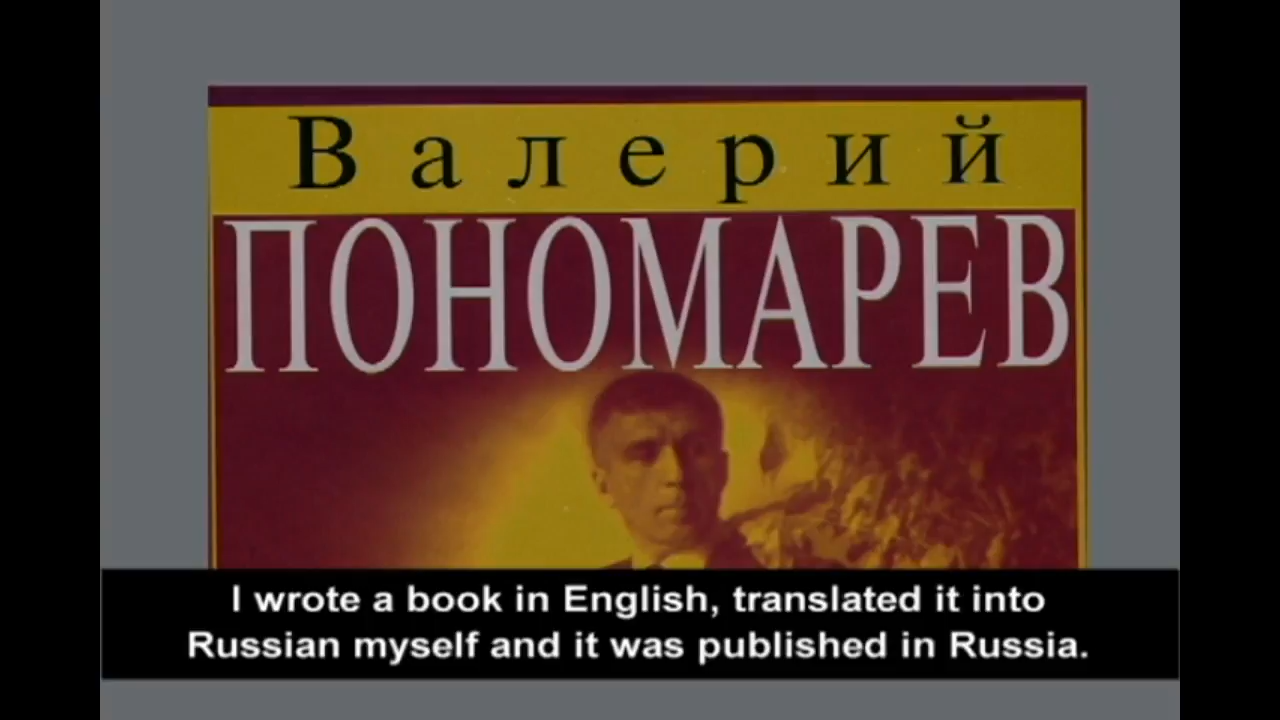 Валерий
ПОНОМАРЕВ
I wrote a book in English, translated it into
Russian myself and it was published in Russia.